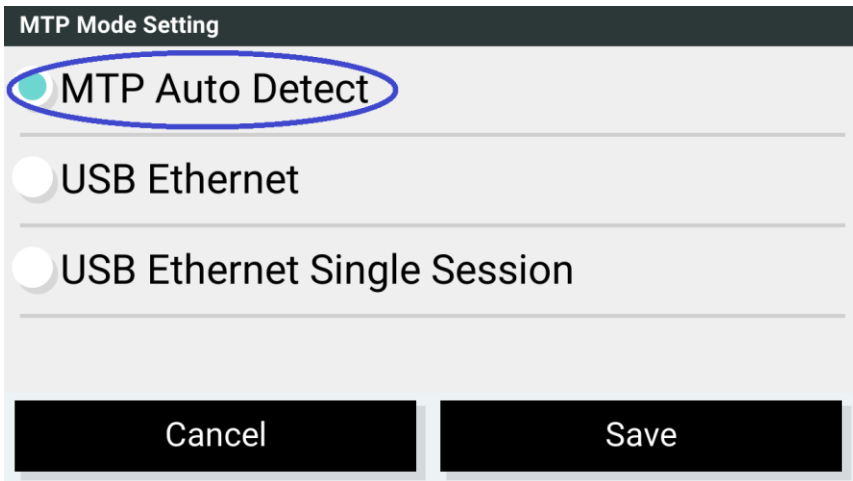 MTP Mode Setting
MTP Auto Detect
USB Ethernet
USB Ethernet Single Session
Cancel Save